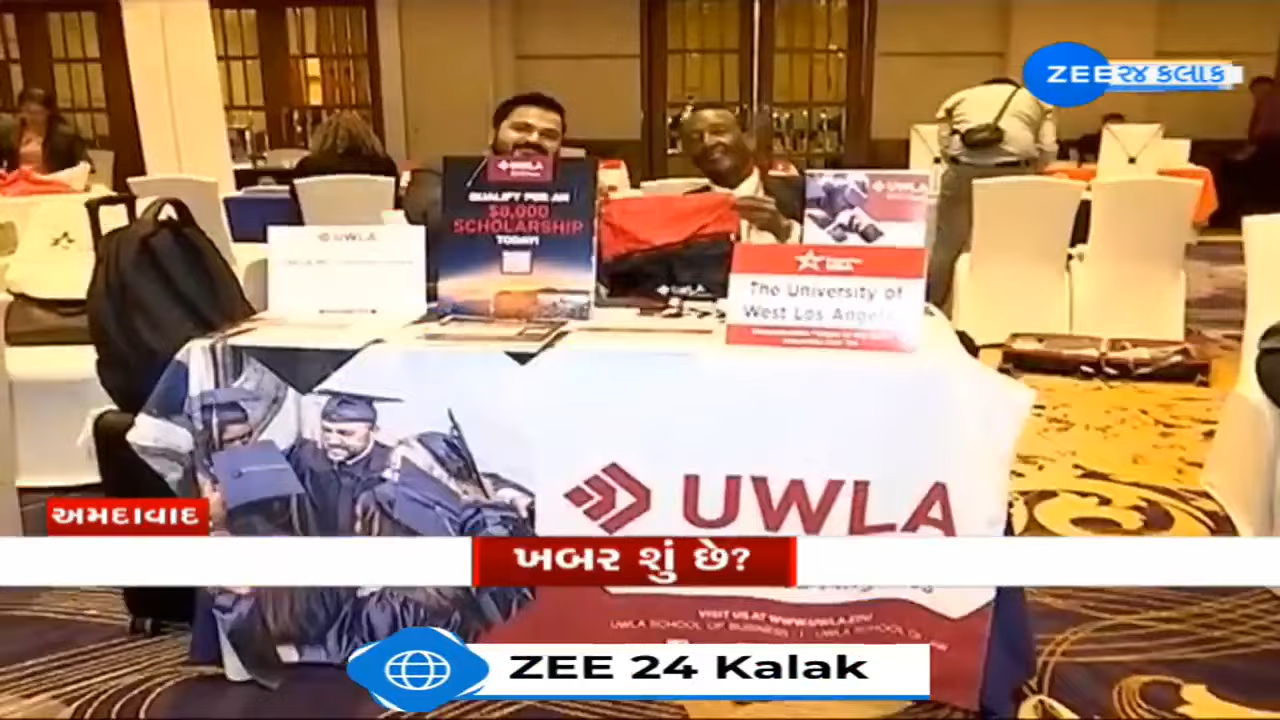 ZEE ૨૪ કલાક
UWLA
QUALIFY FOR AN
$8,000
SCHOLARSHIP
TODAY!
UWLA
UWLA
UWLA
The University of
West Los Angeles
UWLA
VISIT US AT WWW.UWLA.EDU
UWLA SCHOOL OF BUSINESS | UWLA SCHOOL OF
અમદાવાદ
ખબર શું છે?
ZEE 24 Kalak